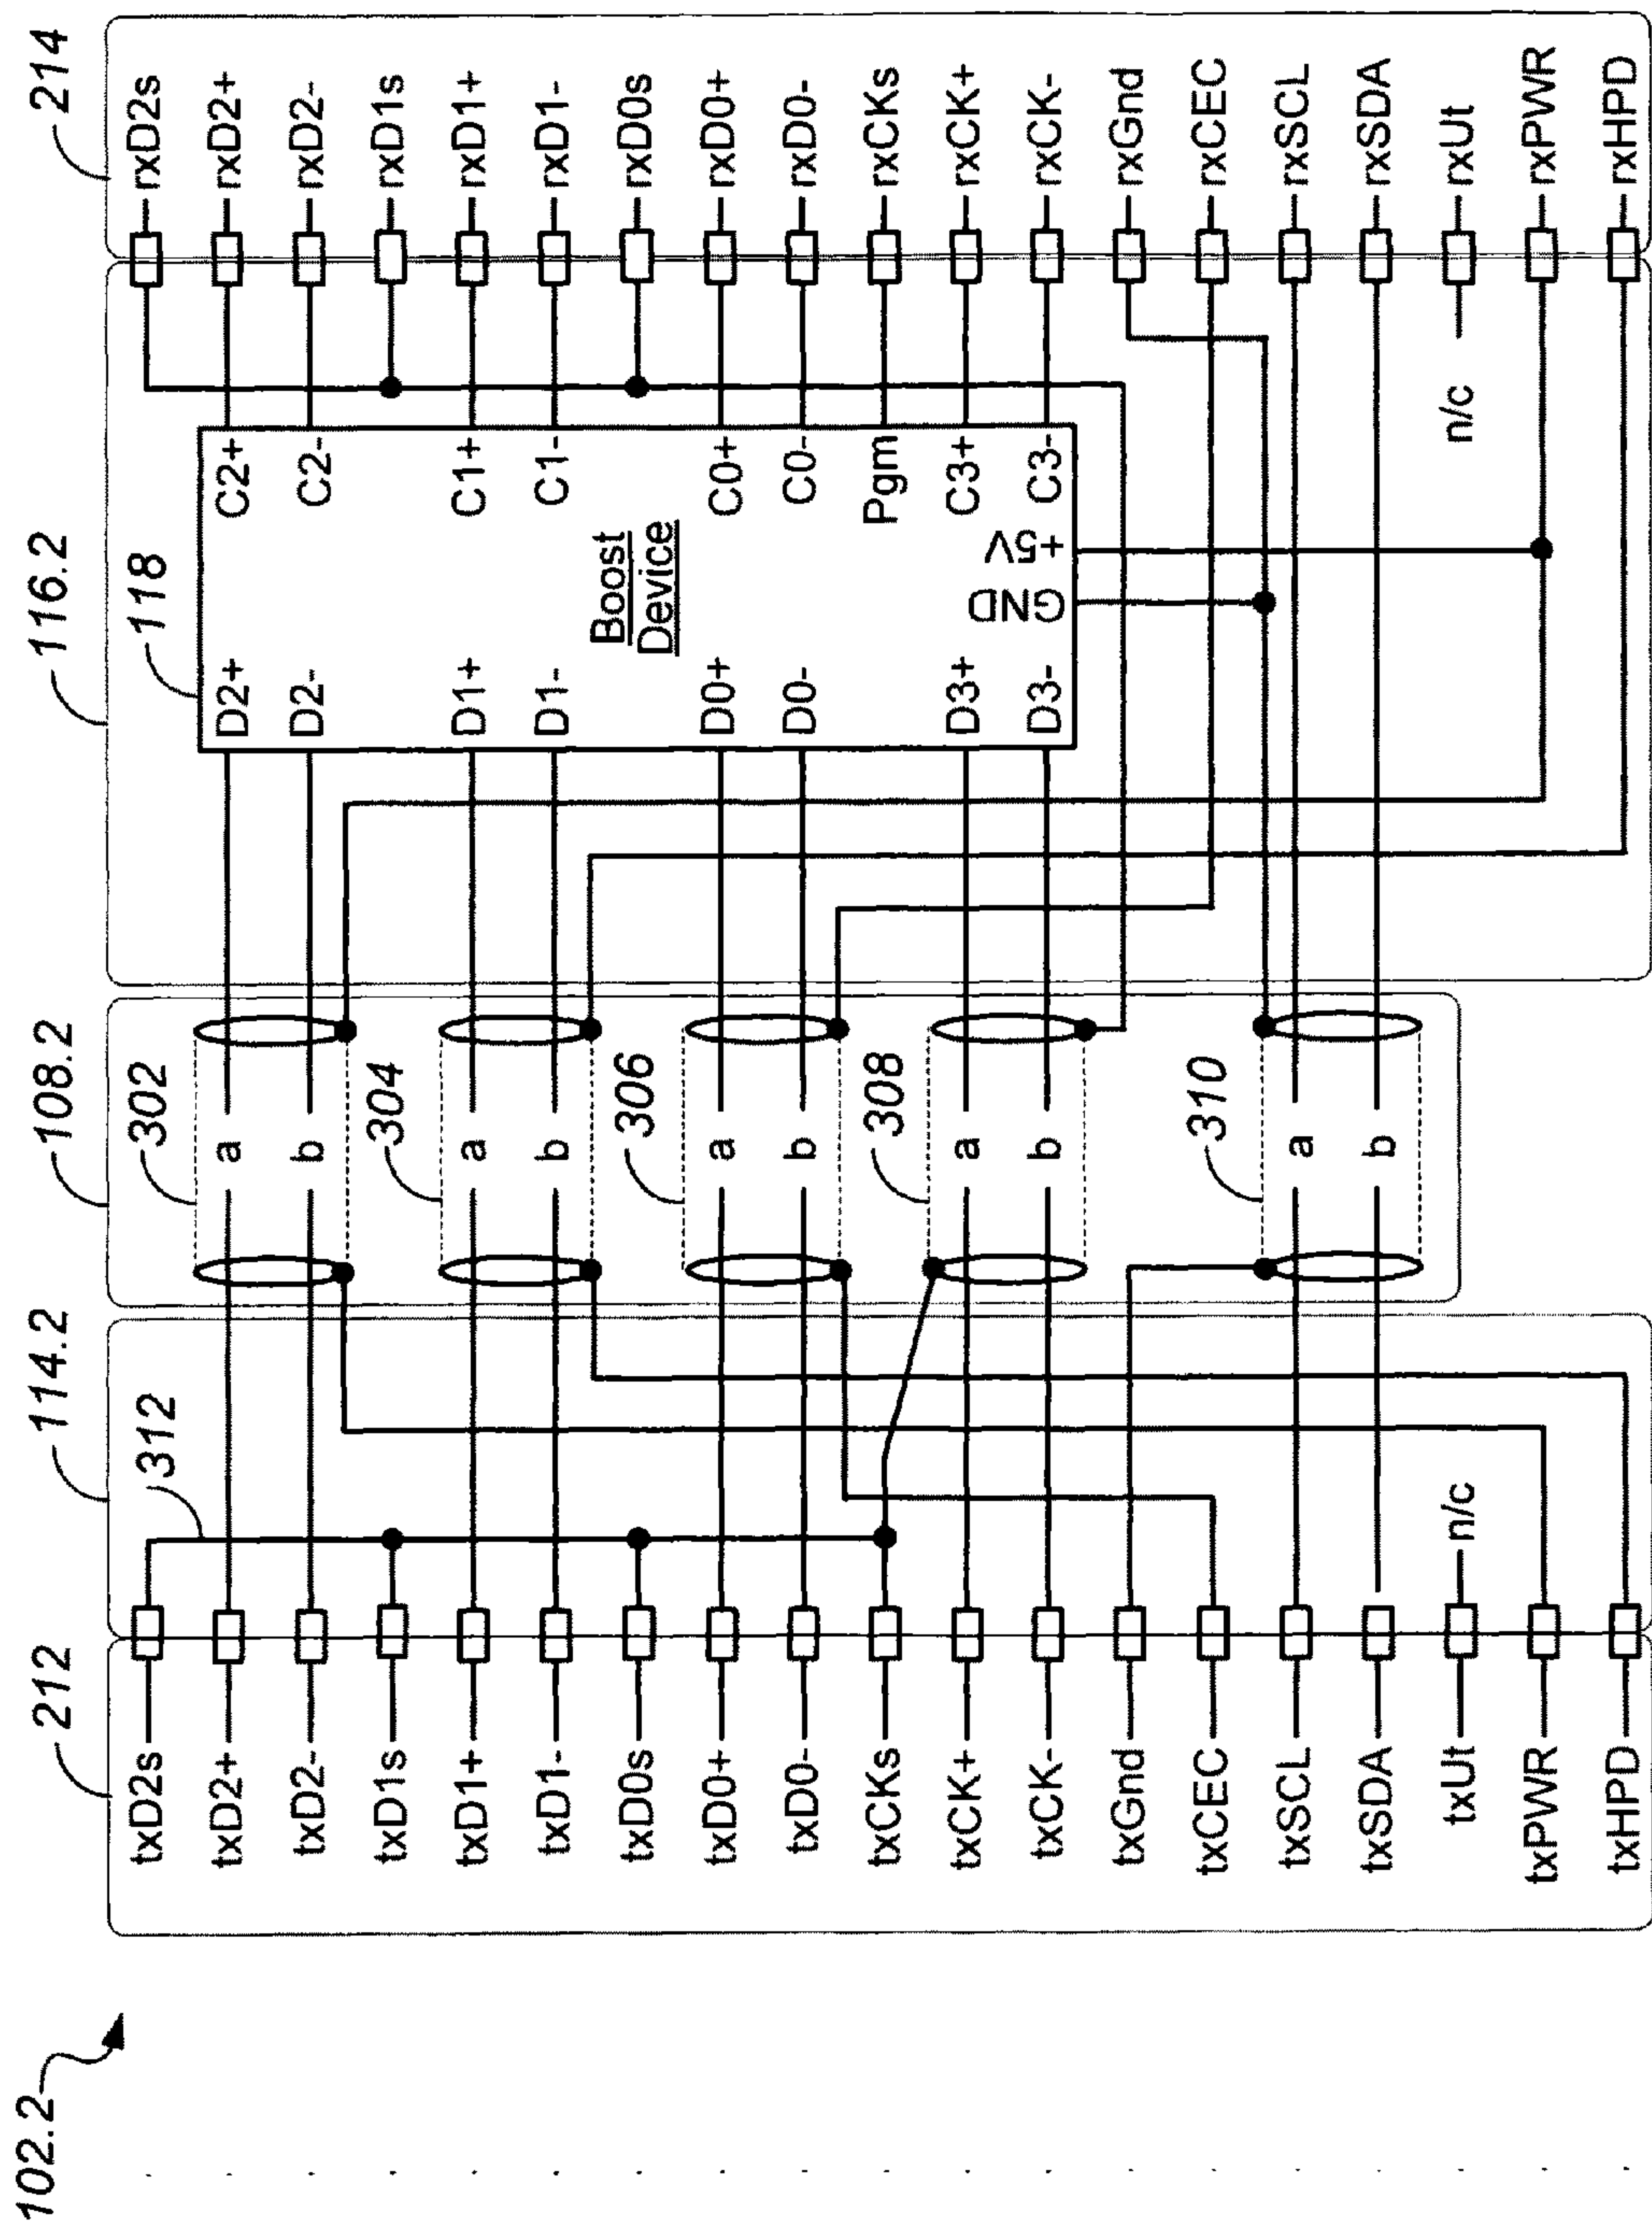 102.2
212
114.2
108.2
116.2
214
312
302
304
306
308
310
118
txD2s
txD2+
txD2-
txD1s
txD1+
txD1-
txD0s
txD0+
txD0-
txCKs
txCK+
txCK-
txGnd
txCEC
txSCL
txSDA
txUt
txPWR
txHPD
n/c
a
b
a
b
a
b
a
b
a
b
D2+
D2-
D1+
D1-
D0+
D0-
D3+
D3-
Boost
Device
GND
+5V
C2+
C2-
C1+
C1-
C0+
C0-
Pgm
C3+
C3-
n/c
rxD2s
rxD2+
rxD2-
rxD1s
rxD1+
rxD1-
rxD0s
rxD0+
rxD0-
rxCKs
rxCK+
rxCK-
rxGnd
rxCEC
rxSCL
rxSDA
rxUt
rxPWR
rxHPD